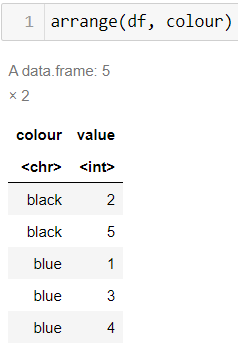 1 arrange(df, colour)
A data.frame: 5
× 2
colour value
<chr> <int>
black 2
black 5
blue 1
blue 3
blue 4